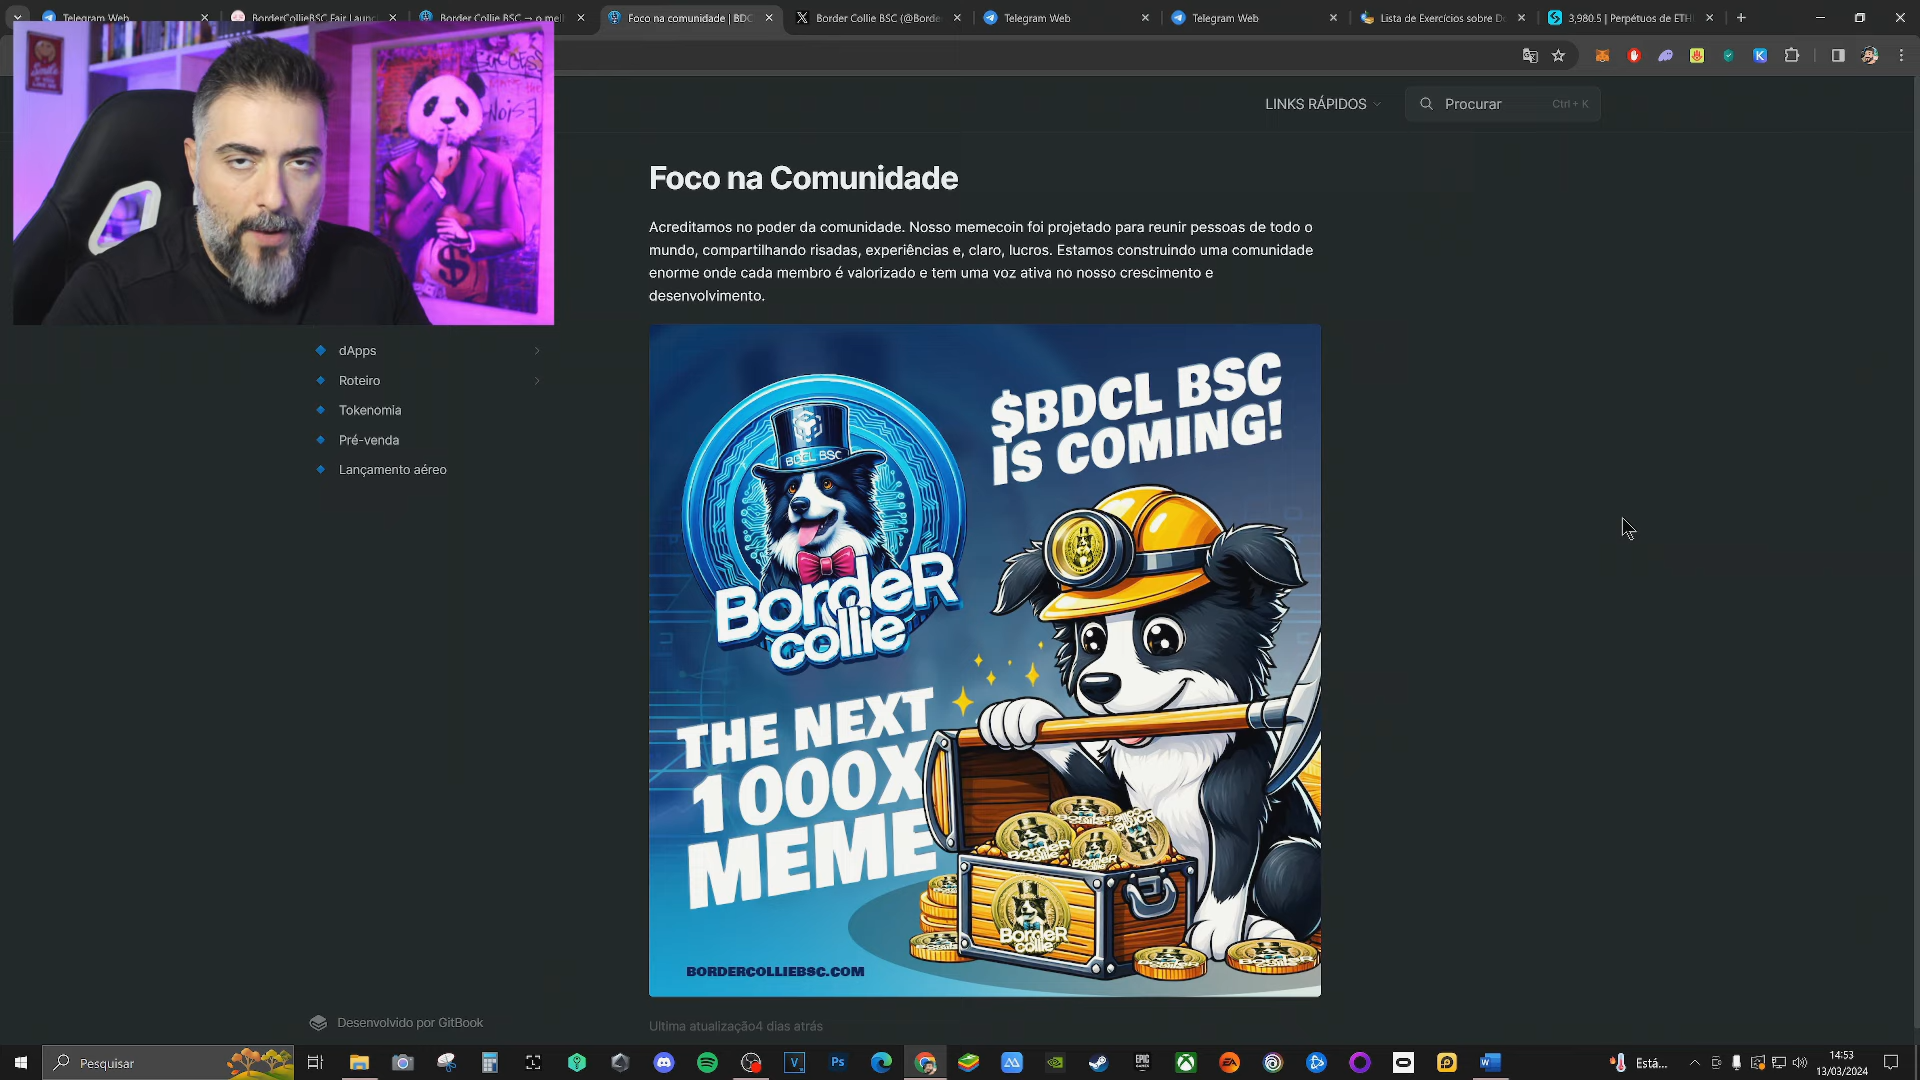 Telegram Web
BorderCollieBSC Fair Launc
Border Collie BSC → o mell
Foco na comunidade | BDC
Border Collie BSC (@Borde
Telegram Web
Telegram Web
Lista de Exercícios sobre De
3,980.5 | Perpétuos de ETH
LINKS RÁPIDOS
Procurar
Ctrl + K
Foco na Comunidade
Acreditamos no poder da comunidade. Nosso memecoin foi projetado para reunir pessoas de todo o
mundo, compartilhando risadas, experiências e, claro, lucros. Estamos construindo uma comunidade
enorme onde cada membro é valorizado e tem uma voz ativa no nosso crescimento e
desenvolvimento.
dApps
Roteiro
Tokenomia
Pré-venda
Lançamento aéreo
$BDCL BSC
IS COMING!
BDCL BSC
BordeR
collie
THE NEXT
1000X
MEME
BordeR
collie
BORDERCOLLIEBSC.COM
Desenvolvido por GitBook
Ultima atualização4 dias atrás
Pesquisar
Está...
14:53
13/03/2024